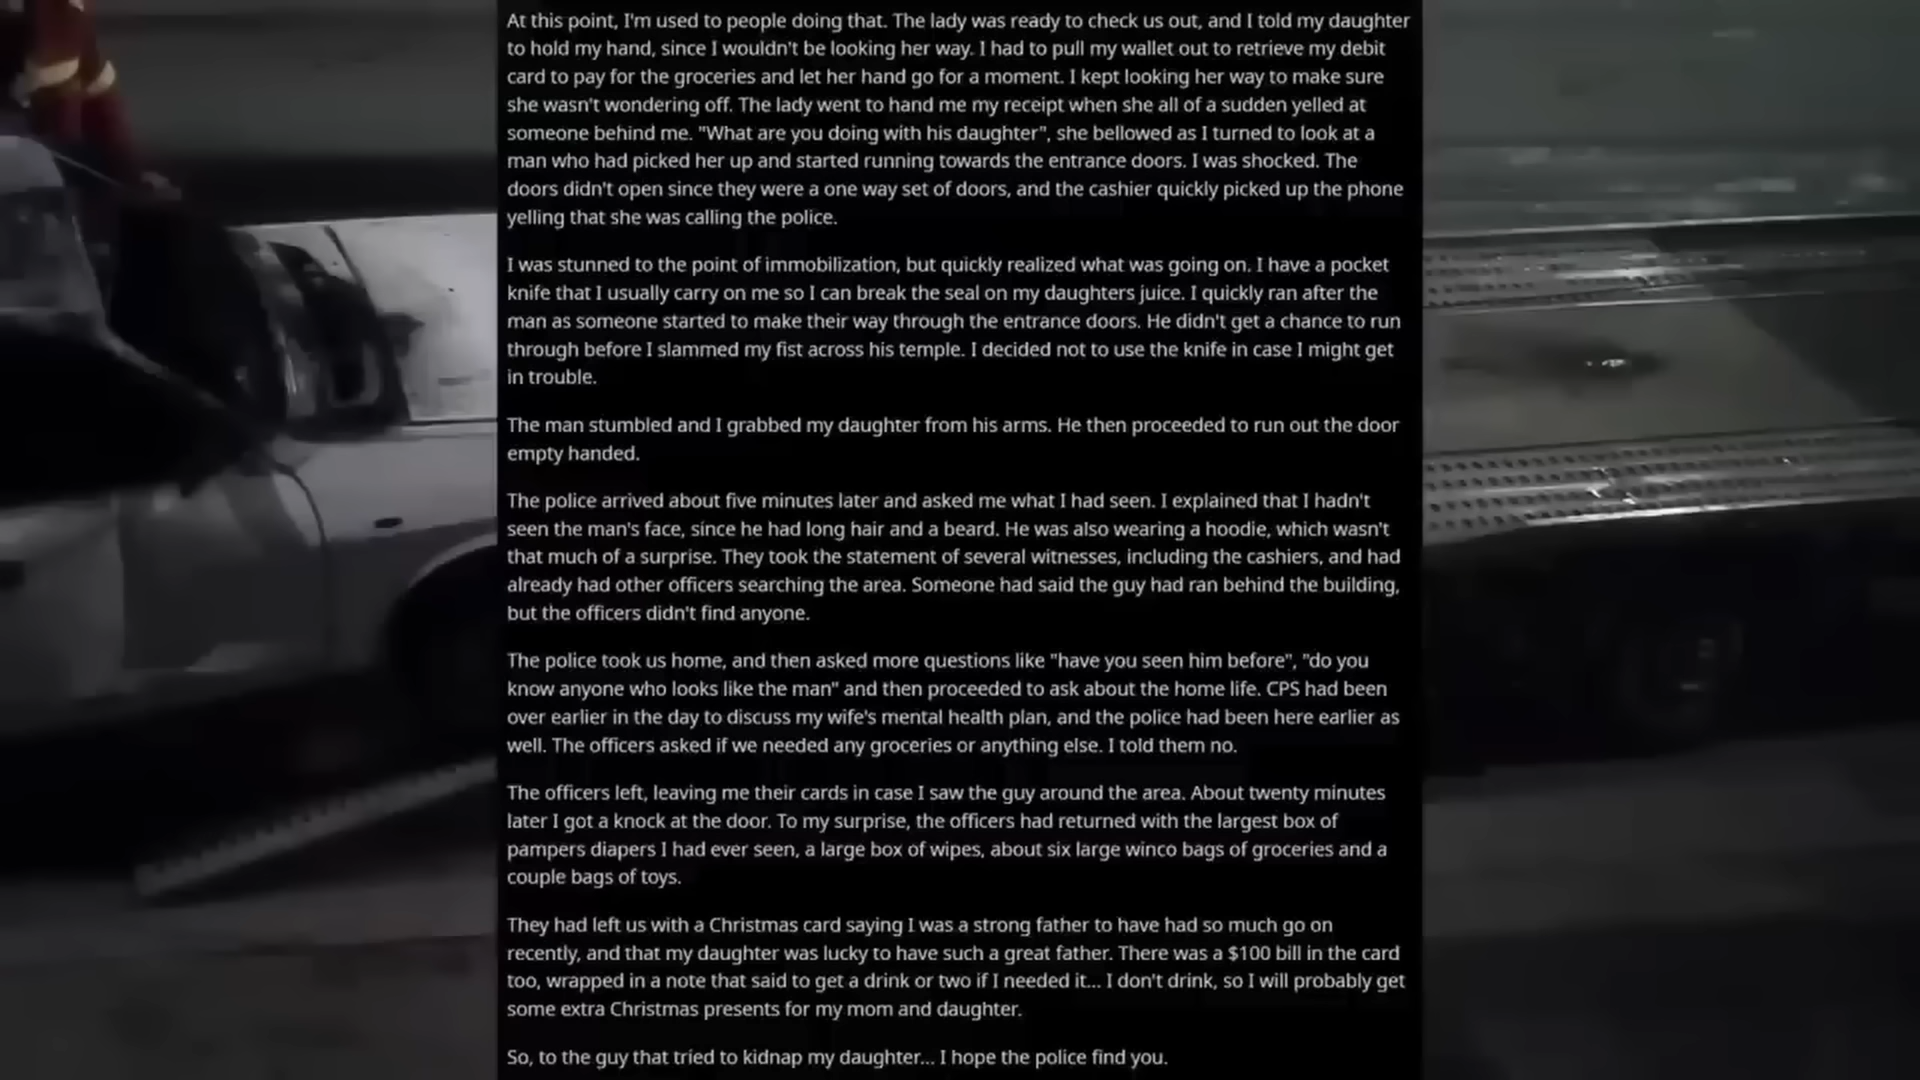 At this point, I'm used to people doing that. The lady was ready to check us out, and I told my daughter
to hold my hand, since I wouldn't be looking her way. I had to pull my wallet out to retrieve my debit
card to pay for the groceries and let her hand go for a moment. I kept looking her way to make sure
she wasn't wondering off. The lady went to hand me my receipt when she all of a sudden yelled at
someone behind me. "What are you doing with his daughter", she bellowed as I turned to look at a
man who had picked her up and started running towards the entrance doors. I was shocked. The
doors didn't open since they were a one way set of doors, and the cashier quickly picked up the phone
yelling that she was calling the police.
I was stunned to the point of immobilization, but quickly realized what was going on. I have a pocket
knife that I usually carry on me so I can break the seal on my daughters juice. I quickly ran after the
man as someone started to make their way through the entrance doors. He didn't get a chance to run
through before I slammed my fist across his temple. I decided not to use the knife in case I might get
in trouble.
The man stumbled and I grabbed my daughter from his arms. He then proceeded to run out the door
empty handed.
The police arrived about five minutes later and asked me what I had seen. I explained that I hadn't
seen the man's face, since he had long hair and a beard. He was also wearing a hoodie, which wasn't
that much of a surprise. They took the statement of several witnesses, including the cashiers, and had
already had other officers searching the area. Someone had said the guy had ran behind the building,
but the officers didn't find anyone.
The police took us home, and then asked more questions like "have you seen him before", "do you
know anyone who looks like the man" and then proceeded to ask about the home life. CPS had been
over earlier in the day to discuss my wife's mental health plan, and the police had been here earlier as
well. The officers asked if we needed any groceries or anything else. I told them no.
The officers left, leaving me their cards in case I saw the guy around the area. About twenty minutes
later I got a knock at the door. To my surprise, the officers had returned with the largest box of
pampers diapers I had ever seen, a large box of wipes, about six large winco bags of groceries and a
couple bags of toys.
They had left us with a Christmas card saying I was a strong father to have had so much go on
recently, and that my daughter was lucky to have such a great father. There was a $100 bill in the card
too, wrapped in a note that said to get a drink or two if I needed it... I don't drink, so I will probably get
some extra Christmas presents for my mom and daughter.
So, to the guy that tried to kidnap my daughter... I hope the police find you.